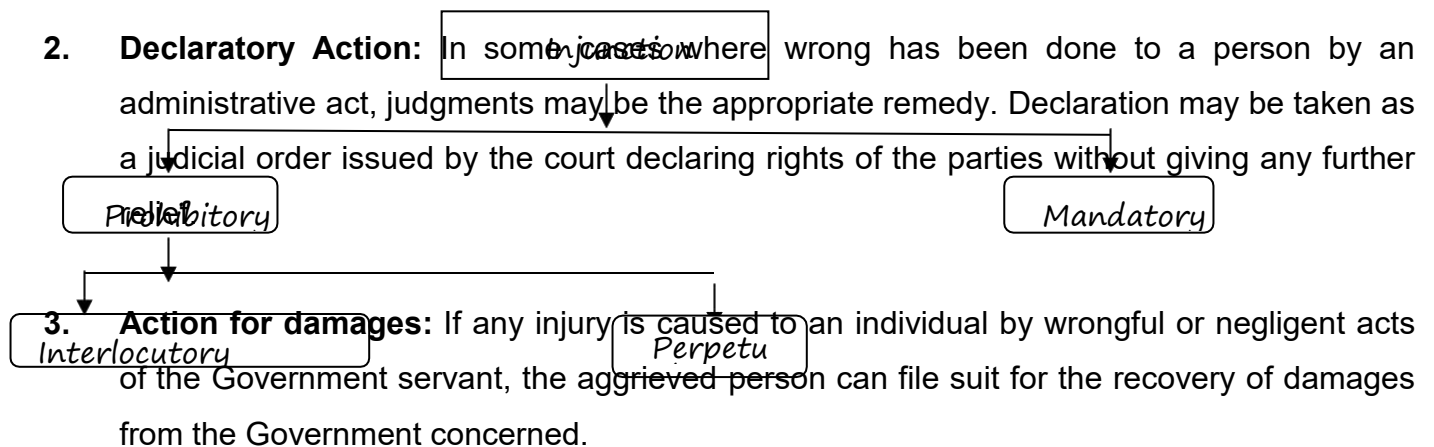 Injunction
2. Declaratory Action: In some cases where wrong has been done to a person by an
administrative act, judgments may be the appropriate remedy. Declaration may be taken as
a judicial order issued by the court declaring rights of the parties without giving any further
relief
Prohibitory
Mandatory
3. Action for damages: If any injury is caused to an individual by wrongful or negligent acts
Interlocutory
Perpetu
of the Government servant, the aggrieved person can file suit for the recovery of damages
from the Government concerned.